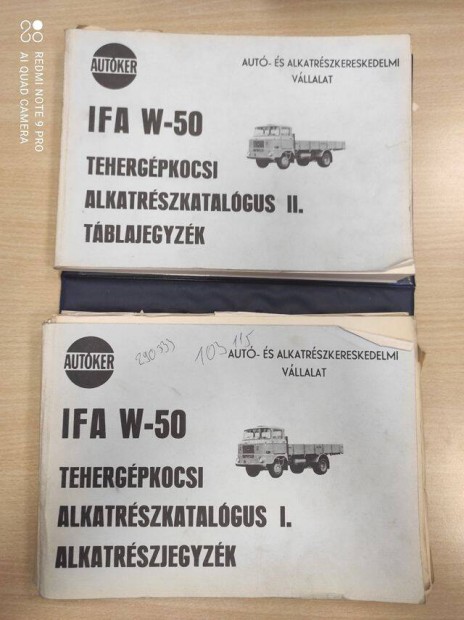 REDMI NOTE 9 PRO
AI QUAD CAMERA
AUTÓKER
AUTÓ- ÉS ALKATRÉSZKERESKEDELMI
VÁLLALAT
IFA W-50
TEHERGÉPKOCSI
ALKATRÉSZKATALÓGUS II.
TÁBLAJEGYZÉK
290333
103 115
AUTÓKER
AUTÓ- ÉS ALKATRÉSZKERESKEDELMI
VÁLLALAT
IFA W-50
TEHERGÉPKOCSI
ALKATRÉSZKATALÓGUS I.
ALKATRÉSZJEGYZÉK